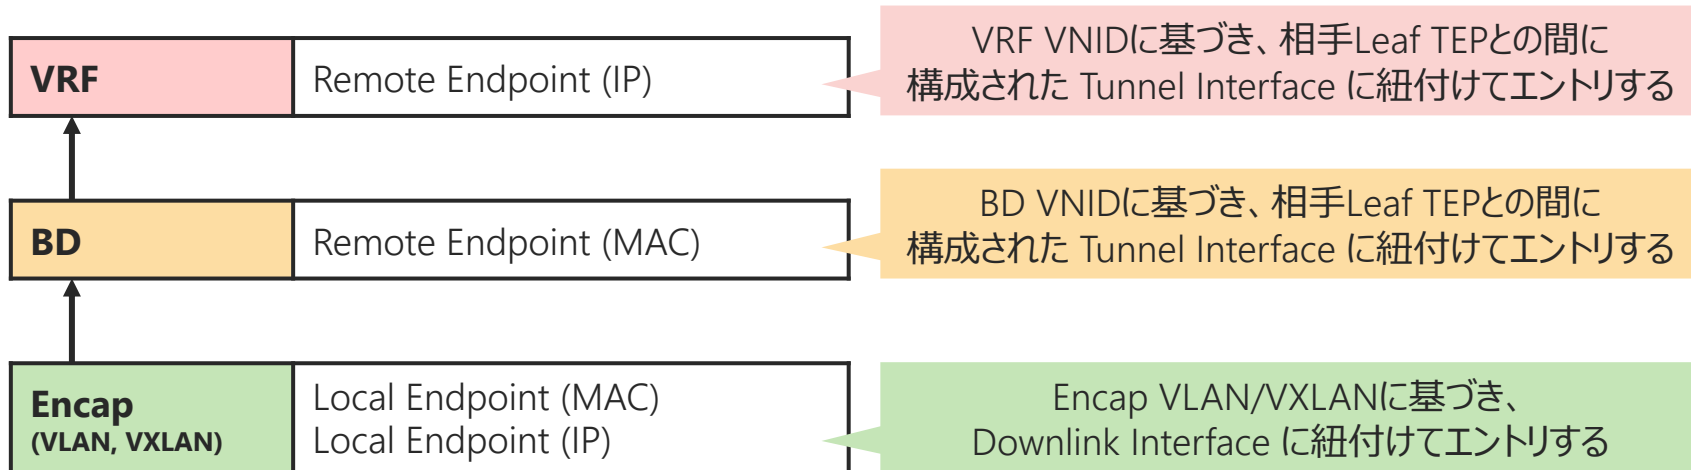 VRF
Remote Endpoint (IP)
VRF VNIDに基づき、相手Leaf TEPとの間に
構成された Tunnel Interface に紐付けてエントリする
BD
Remote Endpoint (MAC)
BD VNIDに基づき、相手Leaf TEPとの間に
構成された Tunnel Interface に紐付けてエントリする
Encap
(VLAN, VXLAN)
Local Endpoint (MAC)
Local Endpoint (IP)
Encap VLAN/VXLANに基づき、
Downlink Interface に紐付けてエントリする